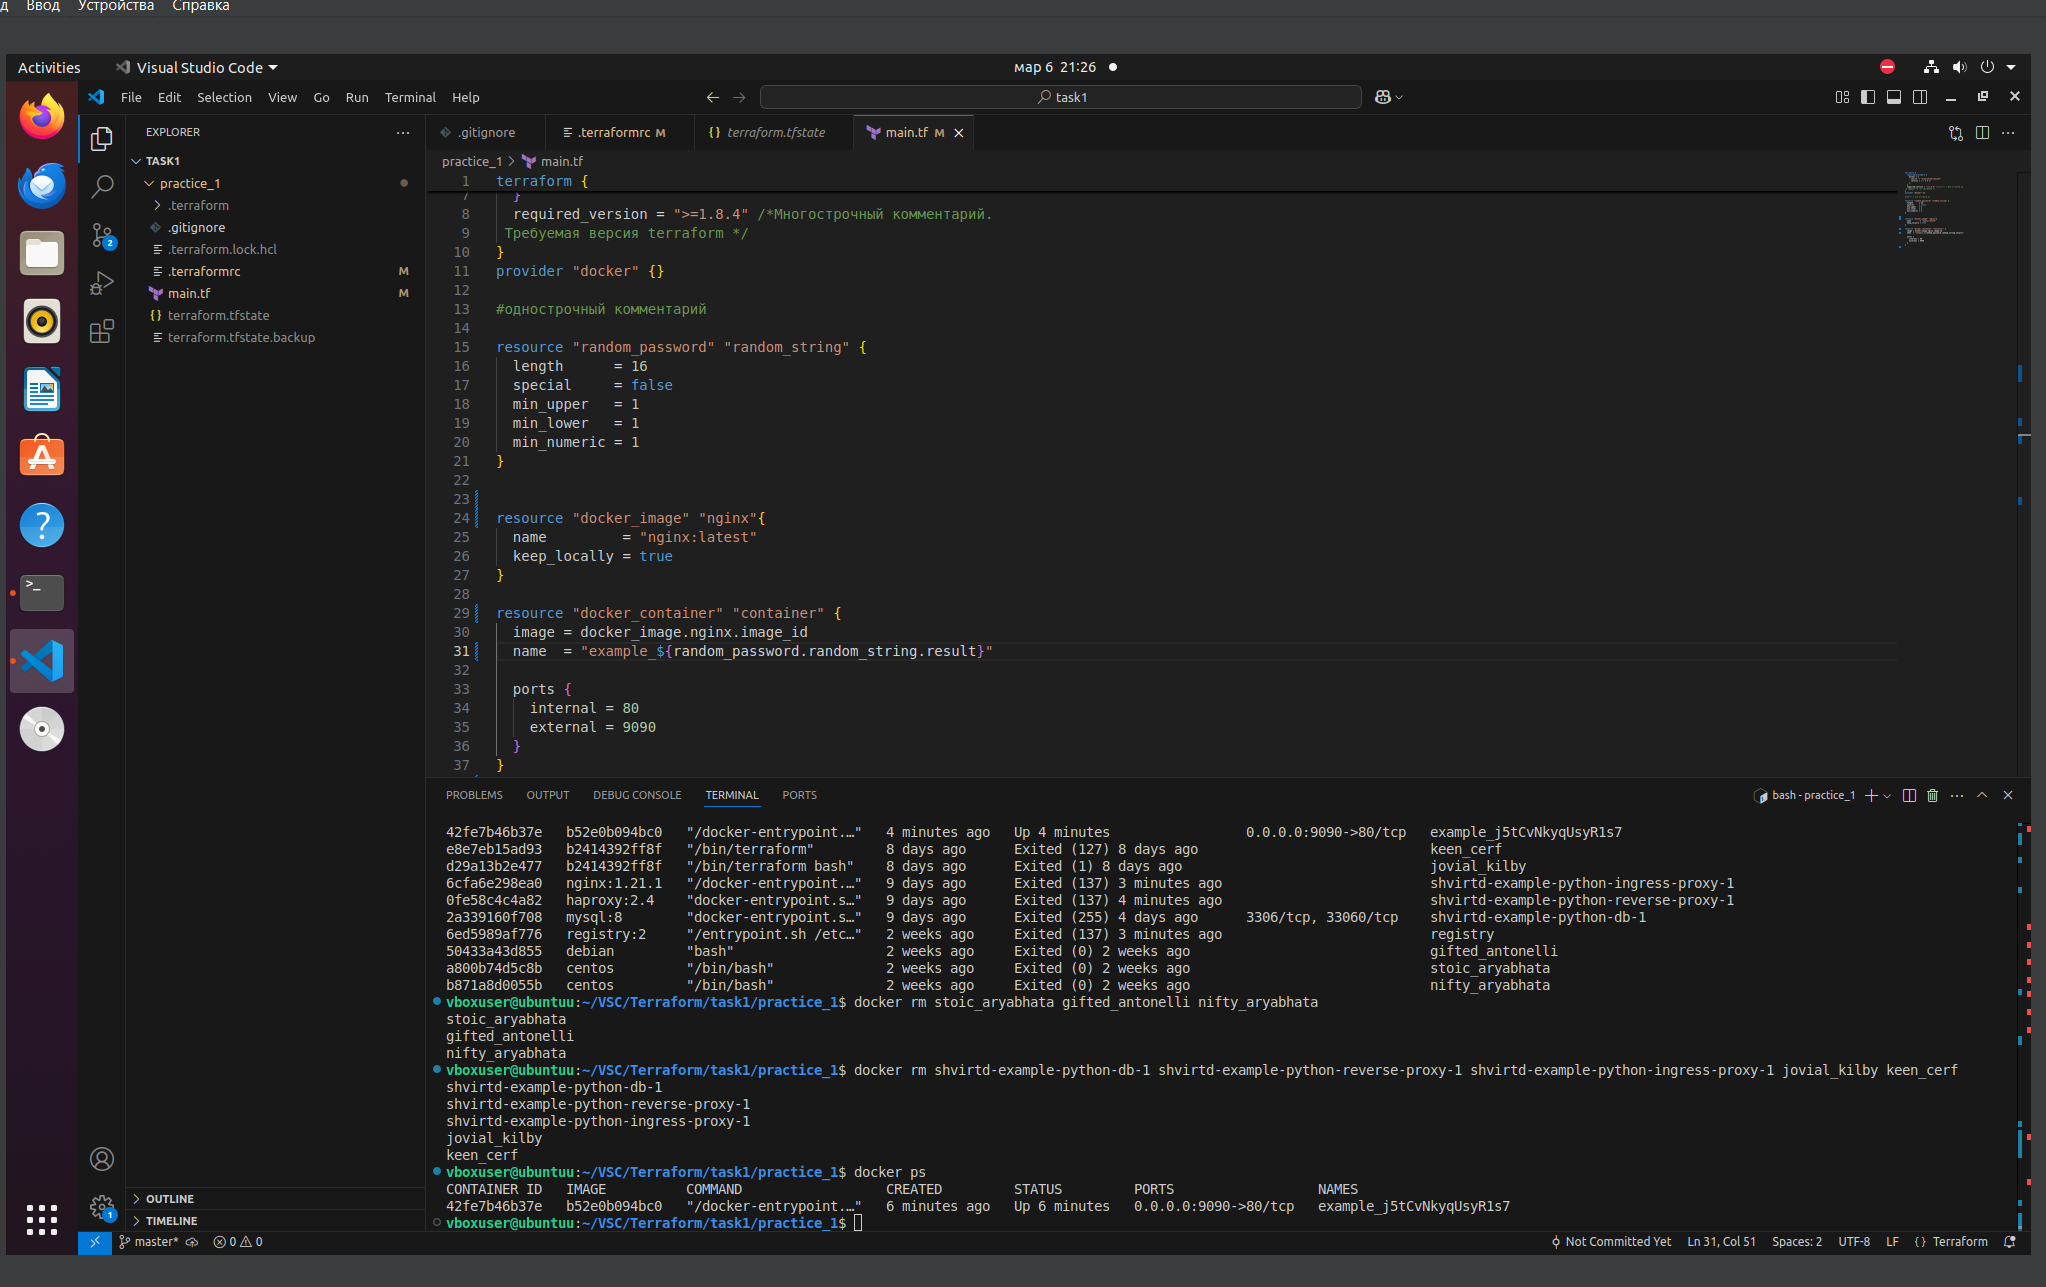 д Ввод Устройства Справка
Activities Visual Studio Code мар 6 21:26
File Edit Selection View Go Run Terminal Help task1
EXPLORER
.gitignore .terraformrc M {} terraform.tfstate main.tf M
TASK1
practice_1
.terraform
.gitignore
.terraform.lock.hcl
.terraformrc M
main.tf M
{} terraform.tfstate
terraform.tfstate.backup
2
practice_1 > main.tf
1 terraform {
7 }
8 required_version = ">=1.8.4" /*Многострочный комментарий.
9 Требуемая версия terraform */
10 }
11 provider "docker" {}
12
13 #однострочный комментарий
14
15 resource "random_password" "random_string" {
16 length = 16
17 special = false
18 min_upper = 1
19 min_lower = 1
20 min_numeric = 1
21 }
22
23
24 resource "docker_image" "nginx"{
25 name = "nginx:latest"
26 keep_locally = true
27 }
28
29 resource "docker_container" "container" {
30 image = docker_image.nginx.image_id
31 name = "example_${random_password.random_string.result}"
32
33 ports {
34 internal = 80
35 external = 9090
36 }
37 }
PROBLEMS OUTPUT DEBUG CONSOLE TERMINAL PORTS bash - practice_1
42fe7b46b37e b52e0b094bc0 "/docker-entrypoint.…" 4 minutes ago Up 4 minutes 0.0.0.0:9090->80/tcp example_j5tCvNkyqUsyR1s7
e8e7eb15ad93 b2414392ff8f "/bin/terraform" 8 days ago Exited (127) 8 days ago keen_cerf
d29a13b2e477 b2414392ff8f "/bin/terraform bash" 8 days ago Exited (1) 8 days ago jovial_kilby
6cfa6e298ea0 nginx:1.21.1 "/docker-entrypoint.…" 9 days ago Exited (137) 3 minutes ago shvirtd-example-python-ingress-proxy-1
0fe58c4c4a82 haproxy:2.4 "docker-entrypoint.s…" 9 days ago Exited (137) 4 minutes ago shvirtd-example-python-reverse-proxy-1
2a339160f708 mysql:8 "docker-entrypoint.s…" 9 days ago Exited (255) 4 days ago 3306/tcp, 33060/tcp shvirtd-example-python-db-1
6ed5989af776 registry:2 "/entrypoint.sh /etc…" 2 weeks ago Exited (137) 3 minutes ago registry
50433a43d855 debian "bash" 2 weeks ago Exited (0) 2 weeks ago gifted_antonelli
a800b74d5c8b centos "/bin/bash" 2 weeks ago Exited (0) 2 weeks ago stoic_aryabhata
b871a8d0055b centos "/bin/bash" 2 weeks ago Exited (0) 2 weeks ago nifty_aryabhata
vboxuser@ubuntuu:~/VSC/Terraform/task1/practice_1$ docker rm stoic_aryabhata gifted_antonelli nifty_aryabhata
stoic_aryabhata
gifted_antonelli
nifty_aryabhata
vboxuser@ubuntuu:~/VSC/Terraform/task1/practice_1$ docker rm shvirtd-example-python-db-1 shvirtd-example-python-reverse-proxy-1 shvirtd-example-python-ingress-proxy-1 jovial_kilby keen_cerf
shvirtd-example-python-db-1
shvirtd-example-python-reverse-proxy-1
shvirtd-example-python-ingress-proxy-1
jovial_kilby
keen_cerf
vboxuser@ubuntuu:~/VSC/Terraform/task1/practice_1$ docker ps
CONTAINER ID IMAGE COMMAND CREATED STATUS PORTS NAMES
42fe7b46b37e b52e0b094bc0 "/docker-entrypoint.…" 6 minutes ago Up 6 minutes 0.0.0.0:9090->80/tcp example_j5tCvNkyqUsyR1s7
vboxuser@ubuntuu:~/VSC/Terraform/task1/practice_1$
OUTLINE
TIMELINE
1
master* 0 0 Not Committed Yet Ln 31, Col 51 Spaces: 2 UTF-8 LF {} Terraform